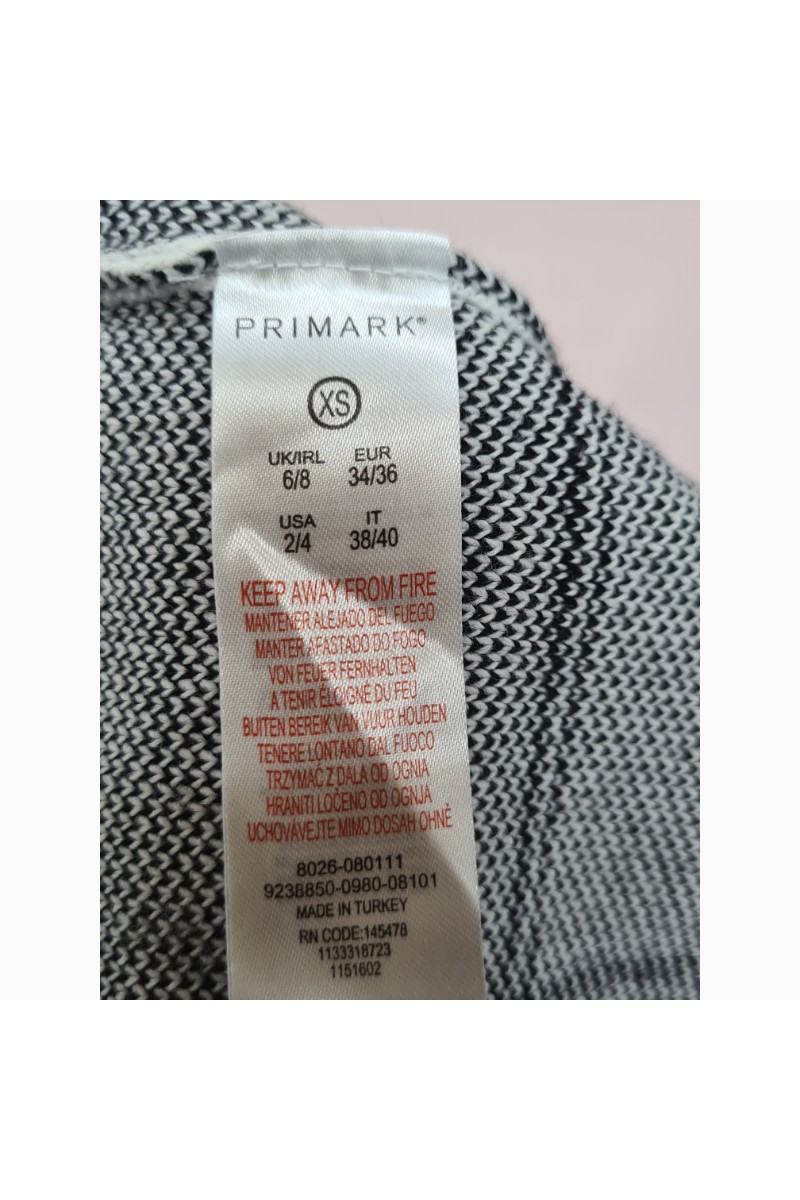 PRIMARK®
XS
UK/IRL EUR
6/8 34/36
USA IT
2/4 38/40
KEEP AWAY FROM FIRE
MANTENER ALEJADO DEL FUEGO
MANTER AFASTADO DO FOGO
VON FEUER FERNHALTEN
A TENIR ÉLOIGNÉ DU FEU
BUITEN BEREIK VAN VUUR HOUDEN
TENERE LONTANO DAL FUOCO
TRZYMAĆ Z DALA OD OGNIA
HRANITI LOČENO OD OGNJA
UCHOVÁVEJTE MIMO DOSAH OHNĚ
8026-080111
9238850-0980-08101
MADE IN TURKEY
RN CODE:145478
1133318723
1151602